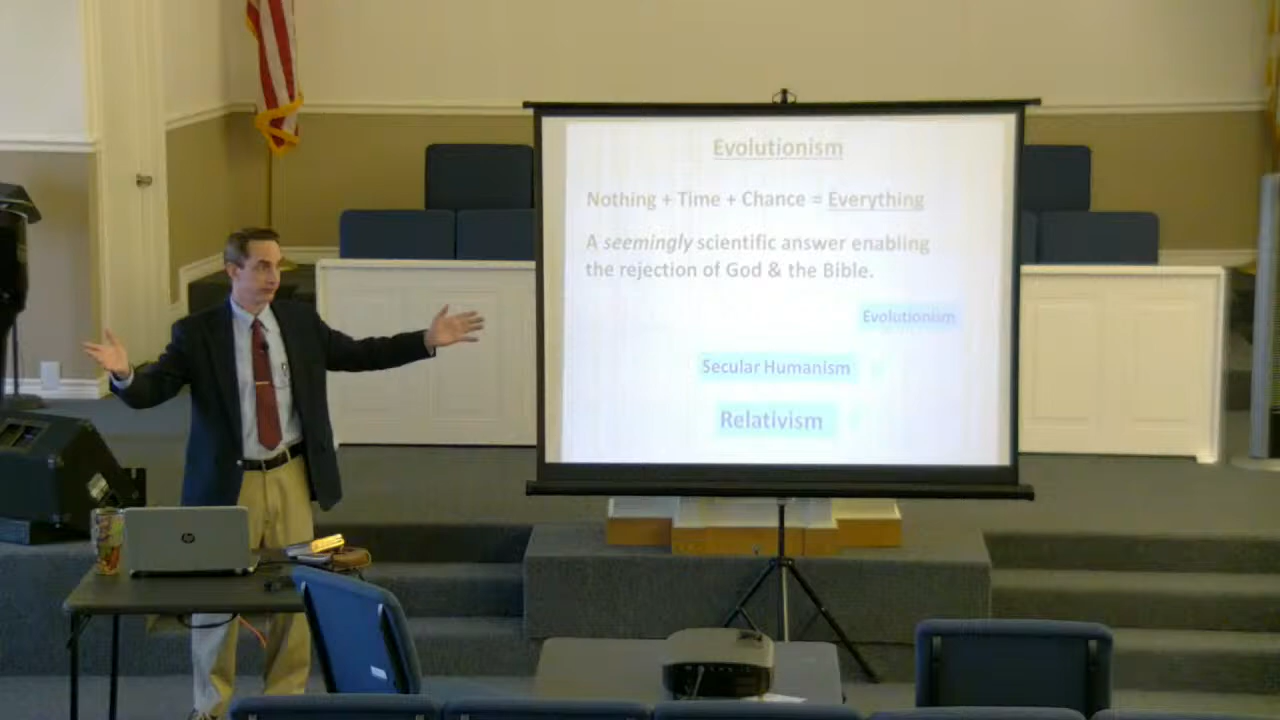 Evolutionism
Nothing + Time + Chance = Everything
A seemingly scientific answer enabling
the rejection of God & the Bible.
Evolutionism
Secular Humanism
Relativism
hp